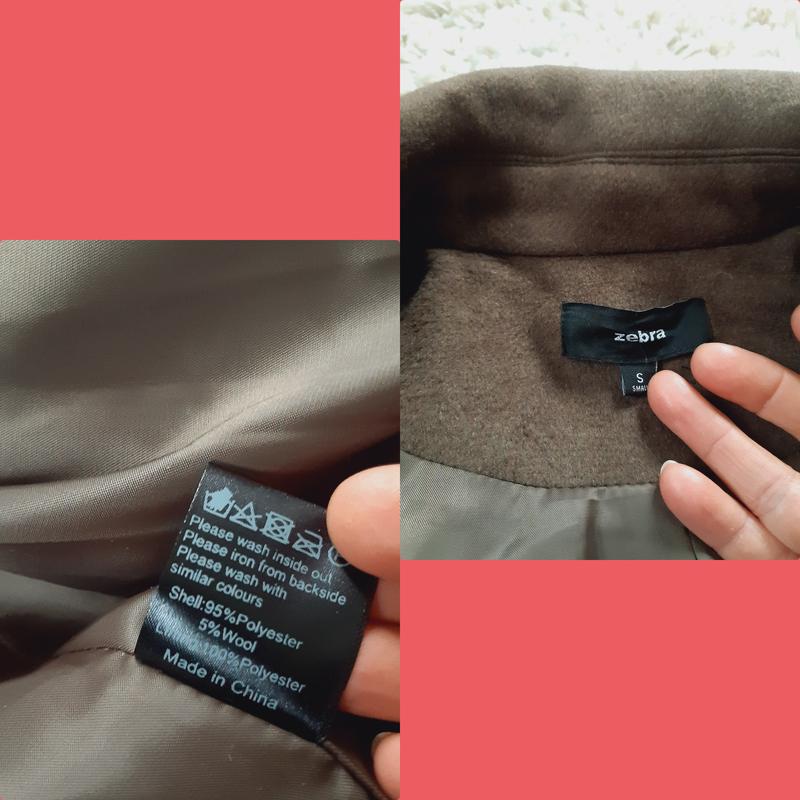 Please wash inside out
Please iron from backside
Please wash with
similar colours
Shell:95%Polyester
5%Wool
100%Polyester
Made in China
zebra
S